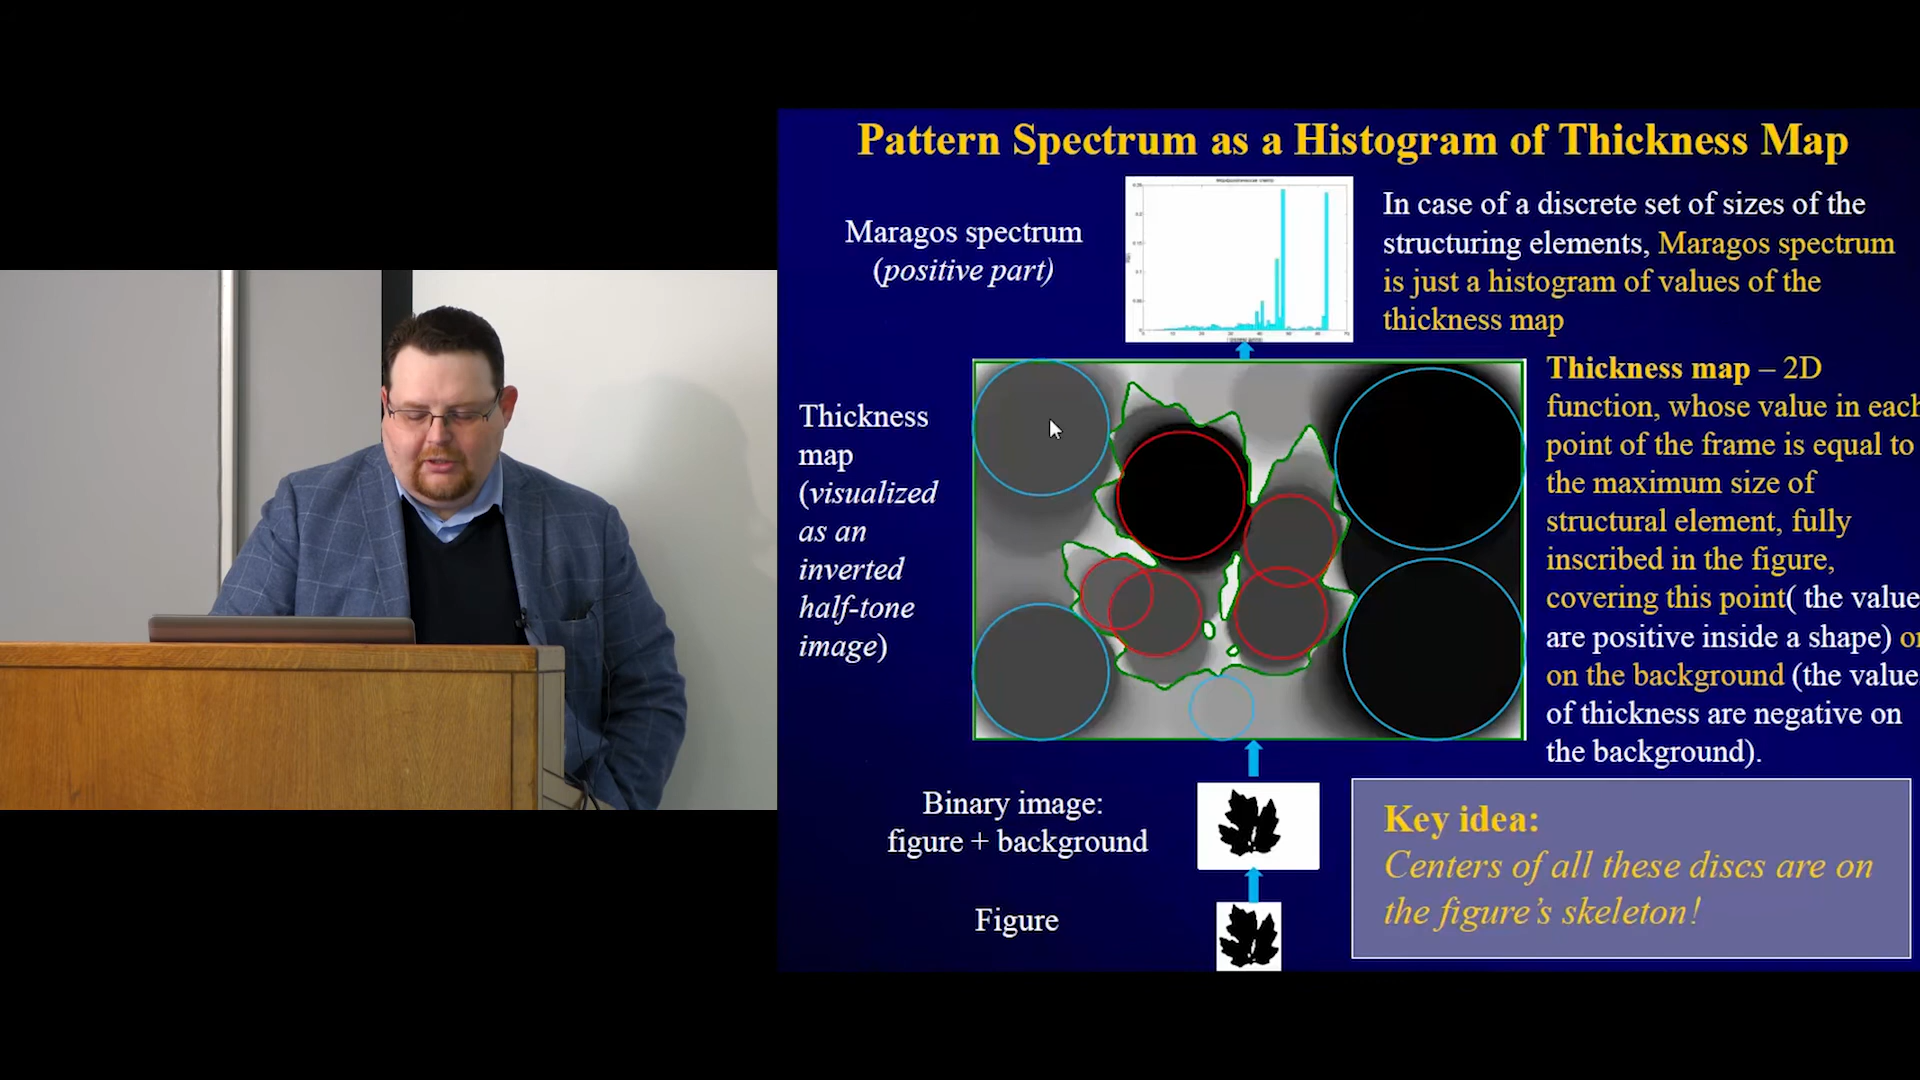 Pattern Spectrum as a Histogram of Thickness Map
Maragos spectrum
(positive part)
In case of a discrete set of sizes of the
structuring elements, Maragos spectrum
is just a histogram of values of the
thickness map
Thickness
map
(visualized
as an
inverted
half-tone
image)
Thickness map – 2D
function, whose value in each
point of the frame is equal to
the maximum size of
structural element, fully
inscribed in the figure,
covering this point( the value
are positive inside a shape) or
on the background (the value
of thickness are negative on
the background).
Binary image:
figure + background
Figure
Key idea:
Centers of all these discs are on
the figure's skeleton!